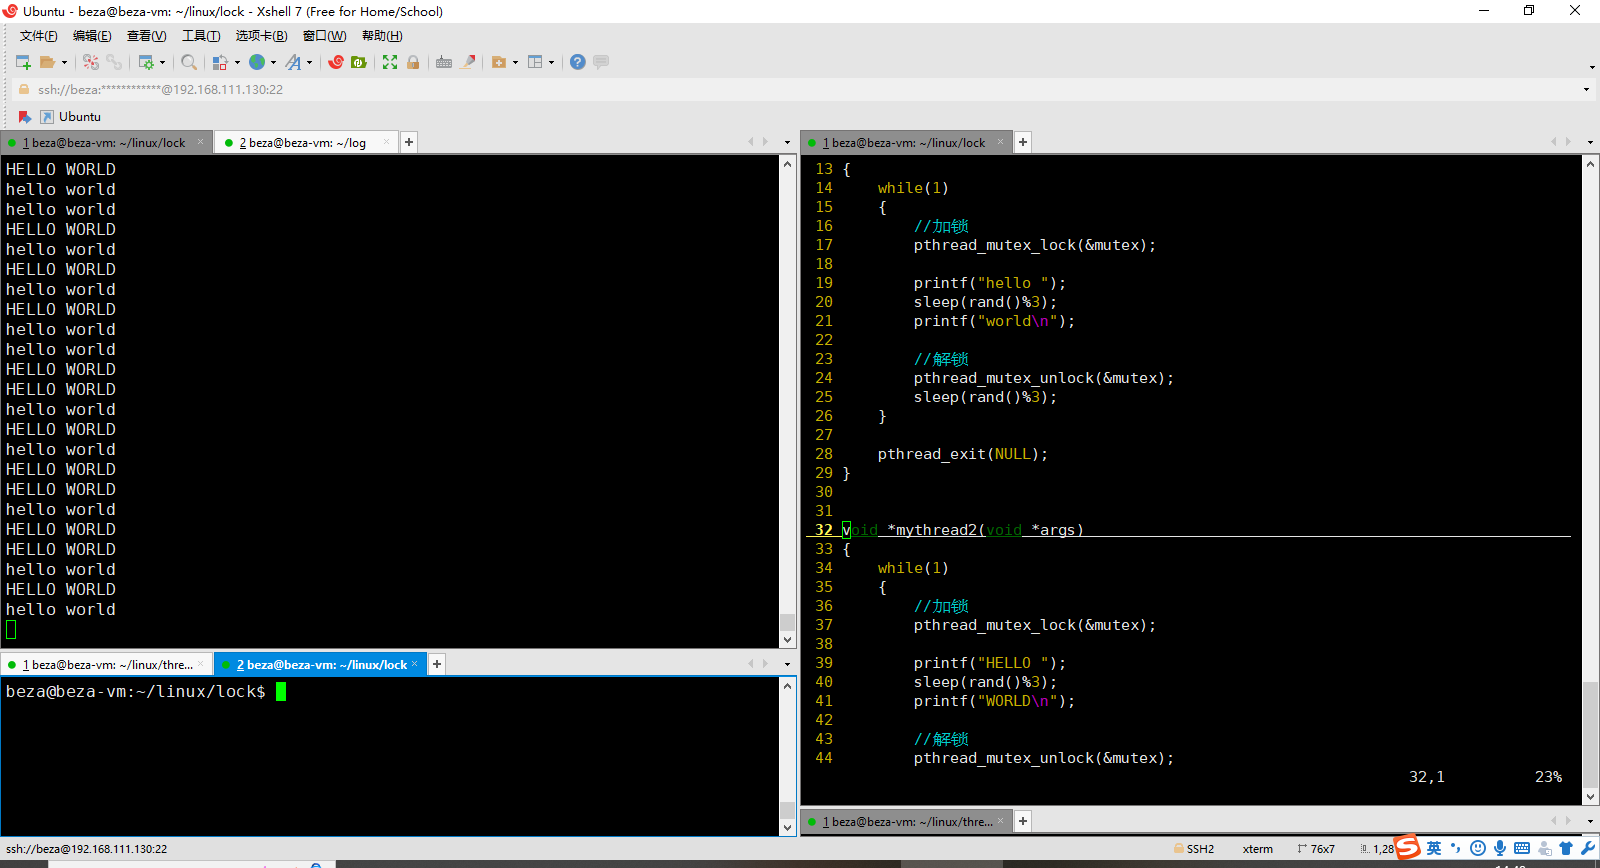 Ubuntu - beza@beza-vm: ~/linux/lock - Xshell 7 (Free for Home/School)
文件(F) 编辑(E) 查看(V) 工具(T) 选项卡(B) 窗口(W) 帮助(H)
ssh://beza:************@192.168.111.130:22
Ubuntu
1 beza@beza-vm: ~/linux/lock
2 beza@beza-vm: ~/log
HELLO WORLD
hello world
hello world
HELLO WORLD
hello world
HELLO WORLD
hello world
HELLO WORLD
hello world
hello world
HELLO WORLD
HELLO WORLD
hello world
HELLO WORLD
hello world
HELLO WORLD
HELLO WORLD
hello world
HELLO WORLD
HELLO WORLD
hello world
HELLO WORLD
hello world
1 beza@beza-vm: ~/linux/thre...
2 beza@beza-vm: ~/linux/lock
beza@beza-vm:~/linux/lock$
1 beza@beza-vm: ~/linux/lock
13 {
14     while(1)
15     {
16         //加锁
17         pthread_mutex_lock(&mutex);
18
19         printf("hello ");
20         sleep(rand()%3);
21         printf("world\n");
22
23         //解锁
24         pthread_mutex_unlock(&mutex);
25         sleep(rand()%3);
26     }
27
28     pthread_exit(NULL);
29 }
30
31
32 void *mythread2(void *args)
33 {
34     while(1)
35     {
36         //加锁
37         pthread_mutex_lock(&mutex);
38
39         printf("HELLO ");
40         sleep(rand()%3);
41         printf("WORLD\n");
42
43         //解锁
44         pthread_mutex_unlock(&mutex);
32,1 23%
1 beza@beza-vm: ~/linux/thre...
ssh://beza@192.168.111.130:22
SSH2 xterm 76x7 1,28
英